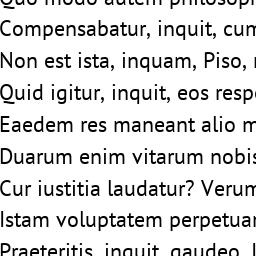 Quo modo autem philosoph
Compensabatur, inquit, cum
Non est ista, inquam, Piso,
Quid igitur, inquit, eos resp
Eaedem res maneant alio m
Duarum enim vitarum nobis
Cur iustitia laudatur? Verum
Istam voluptatem perpetuam
Praeteritis, inquit, gaudeo.